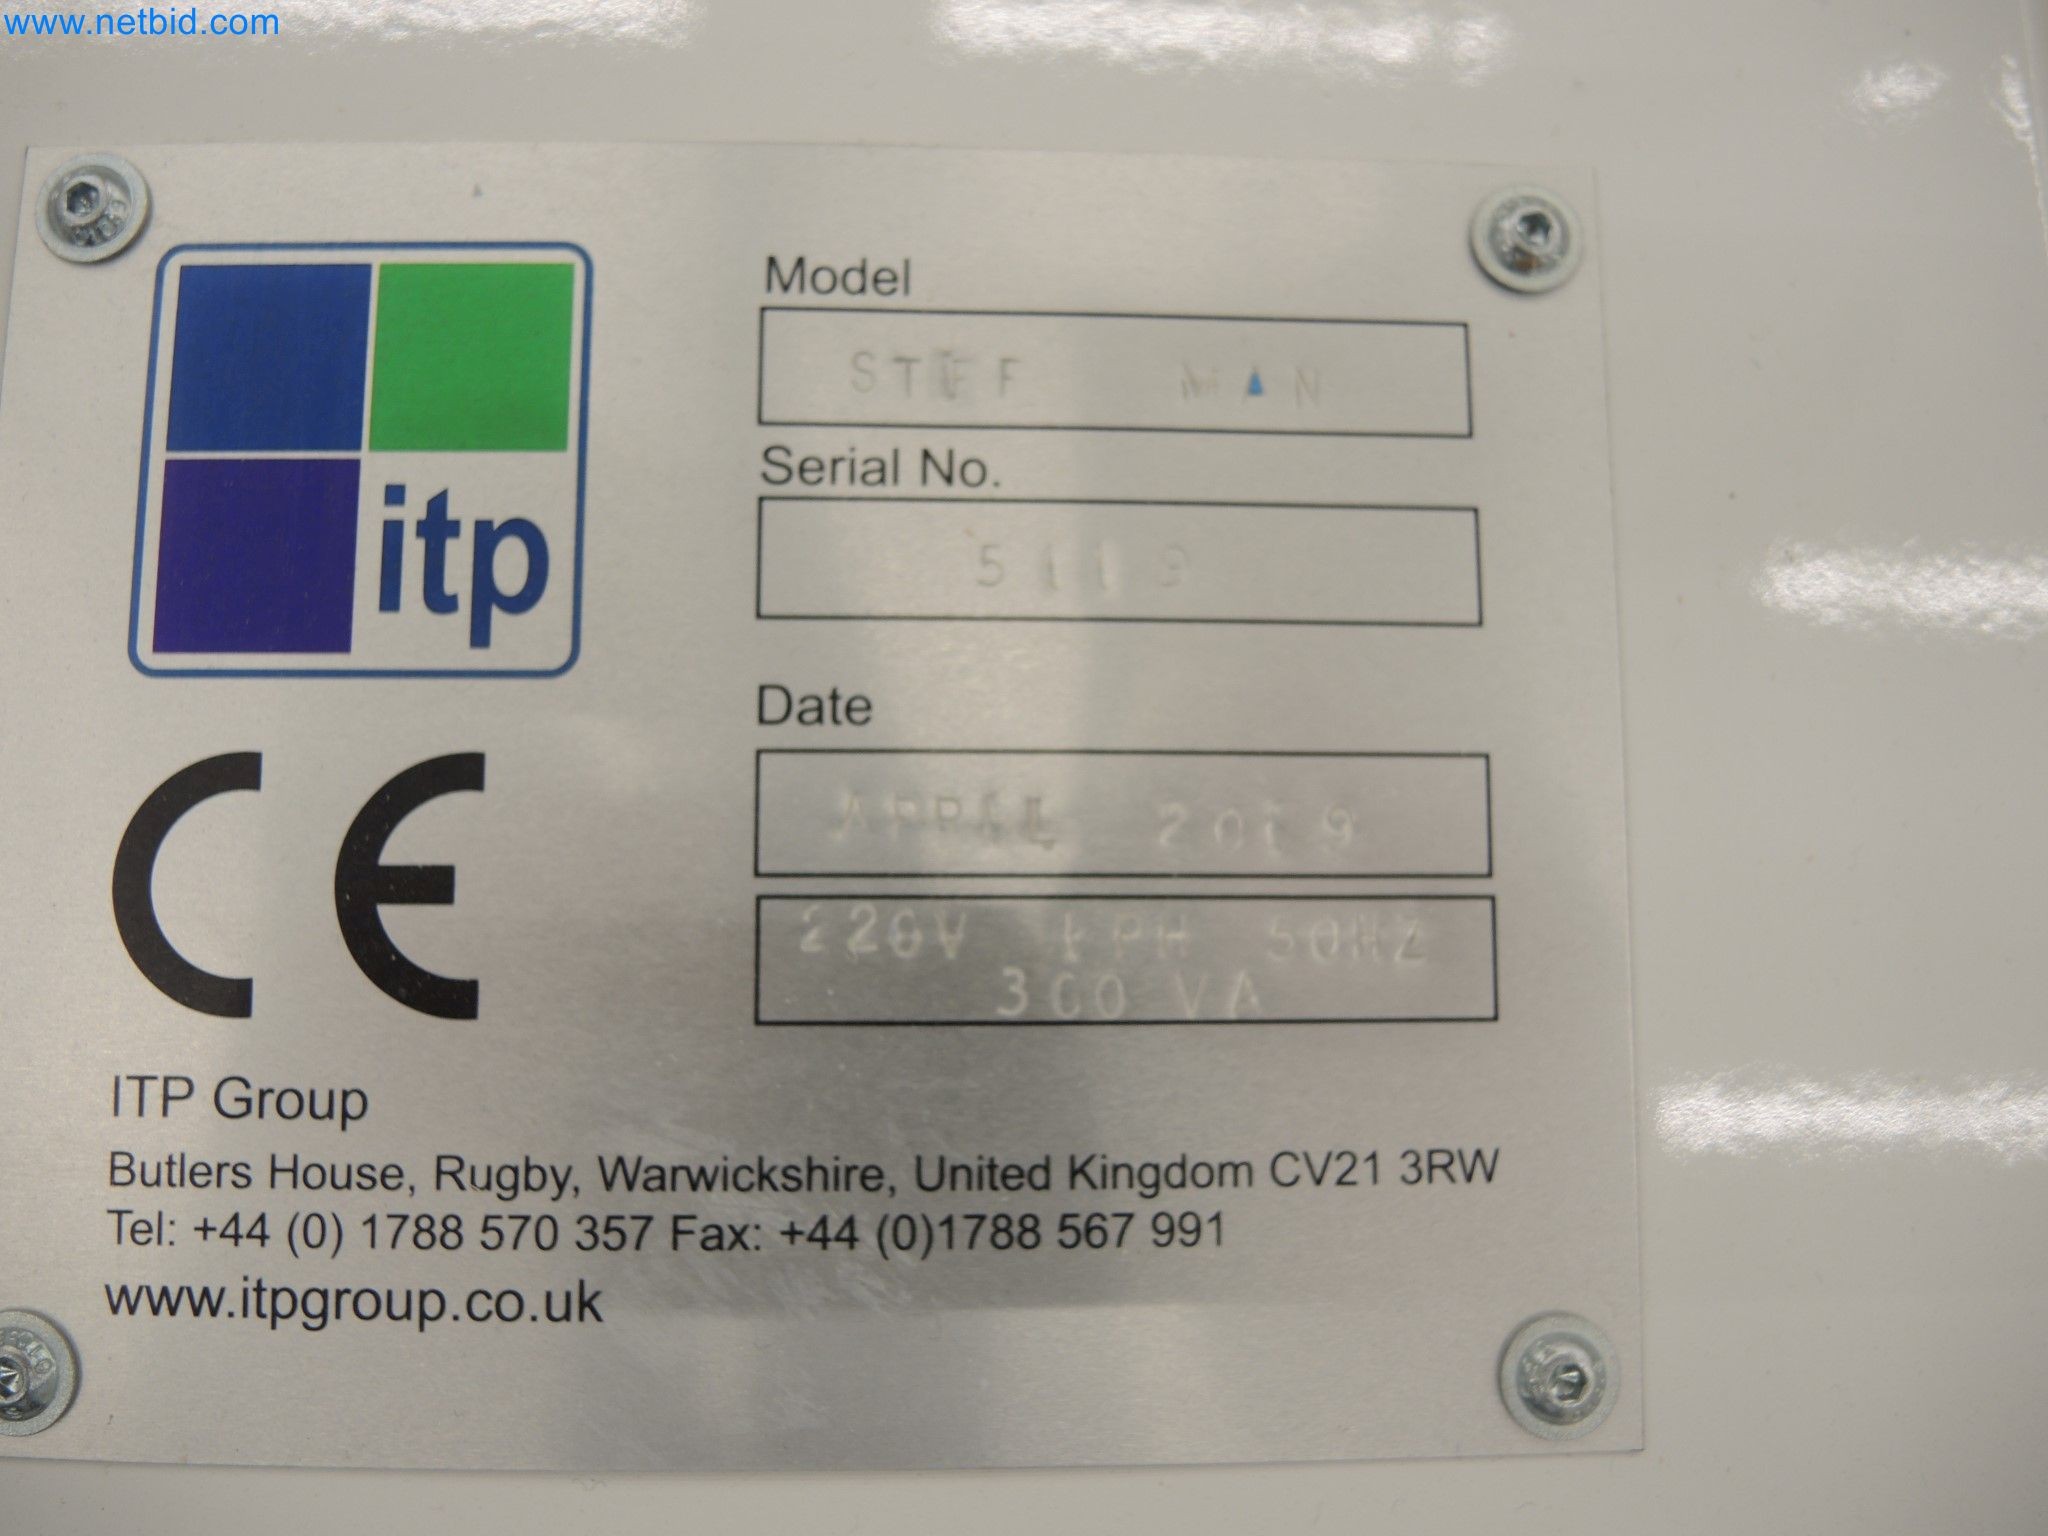 www.netbid.com
itp
Model
MAN
Serial No.
5119
Date
2019
220V 1PH 50HZ
300 VA
CE
ITP Group
Butlers House, Rugby, Warwickshire, United Kingdom CV21 3RW
Tel: +44 (0) 1788 570 357 Fax: +44 (0)1788 567 991
www.itpgroup.co.uk